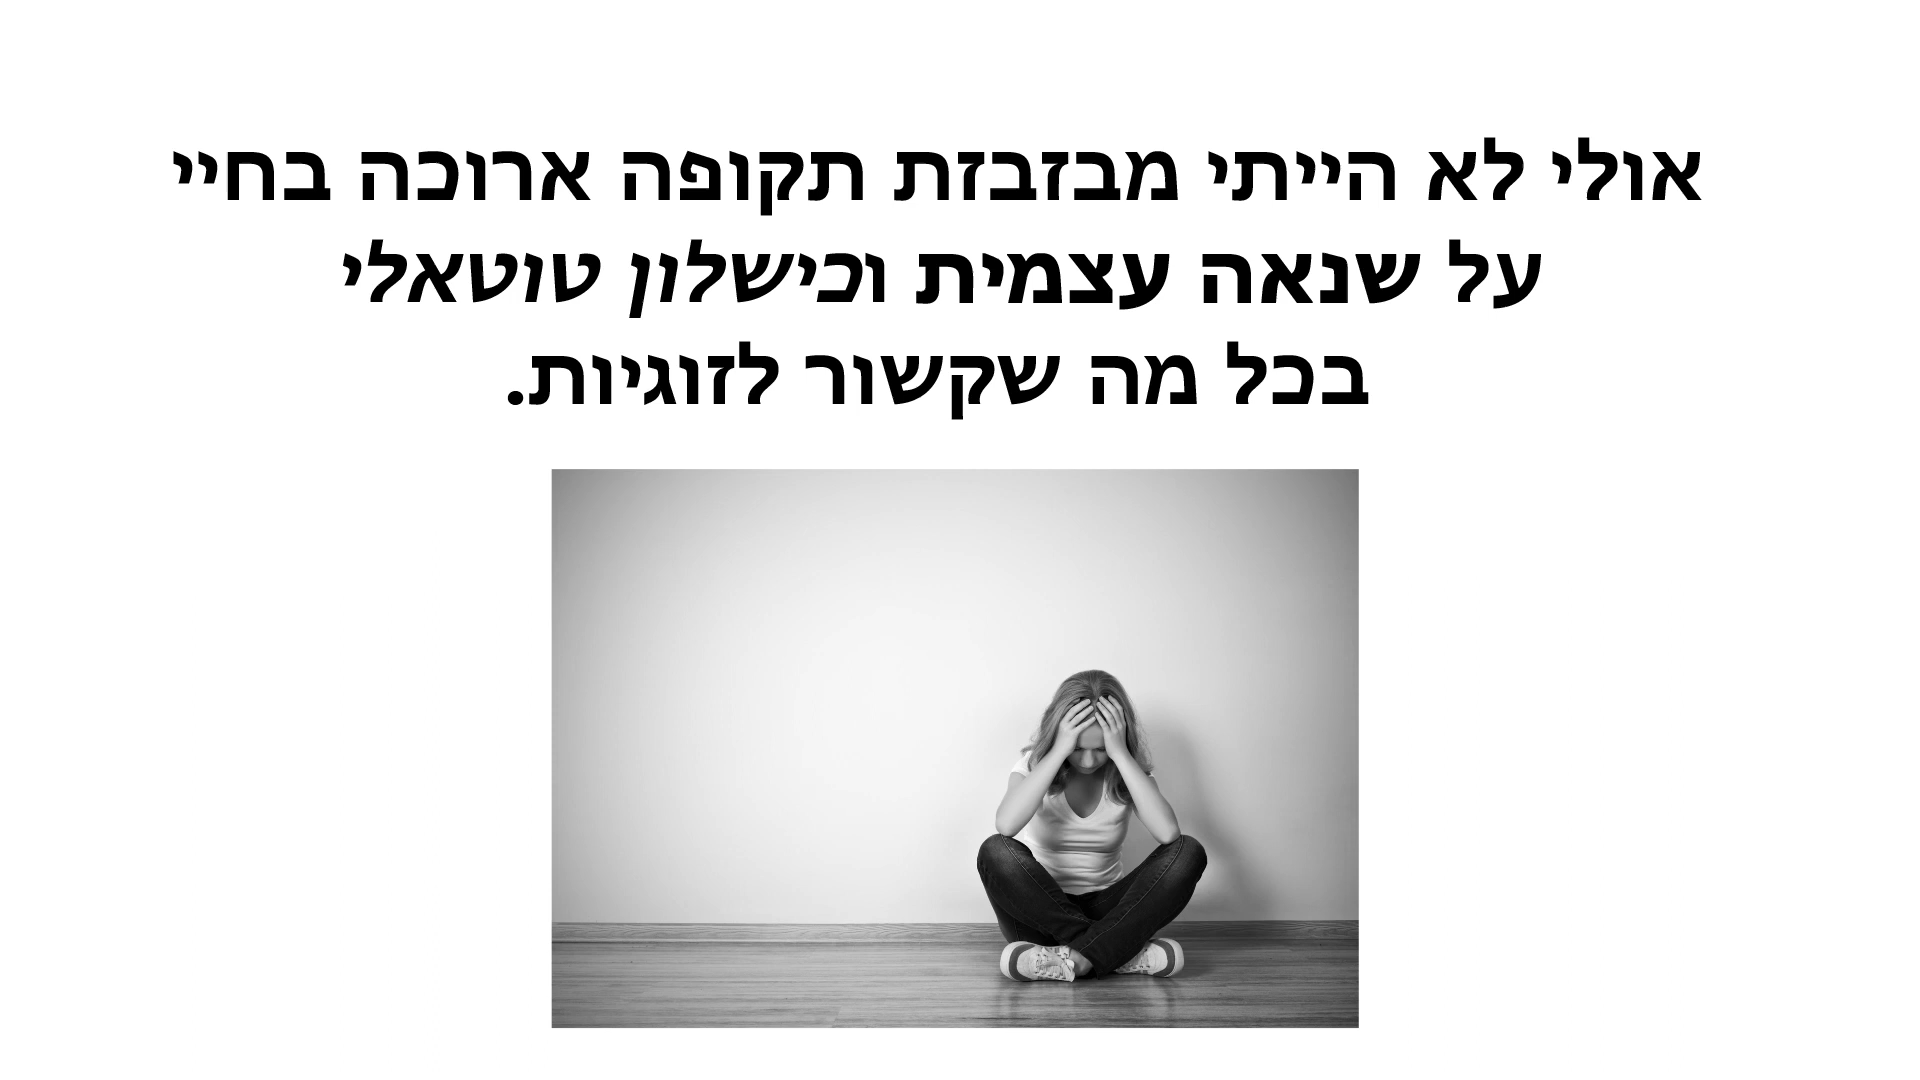 אולי לא הייתי מבזבזת תקופה ארוכה בחיי
על שנאה עצמית וכישלון טוטאלי
בכל מה שקשור לזוגיות.